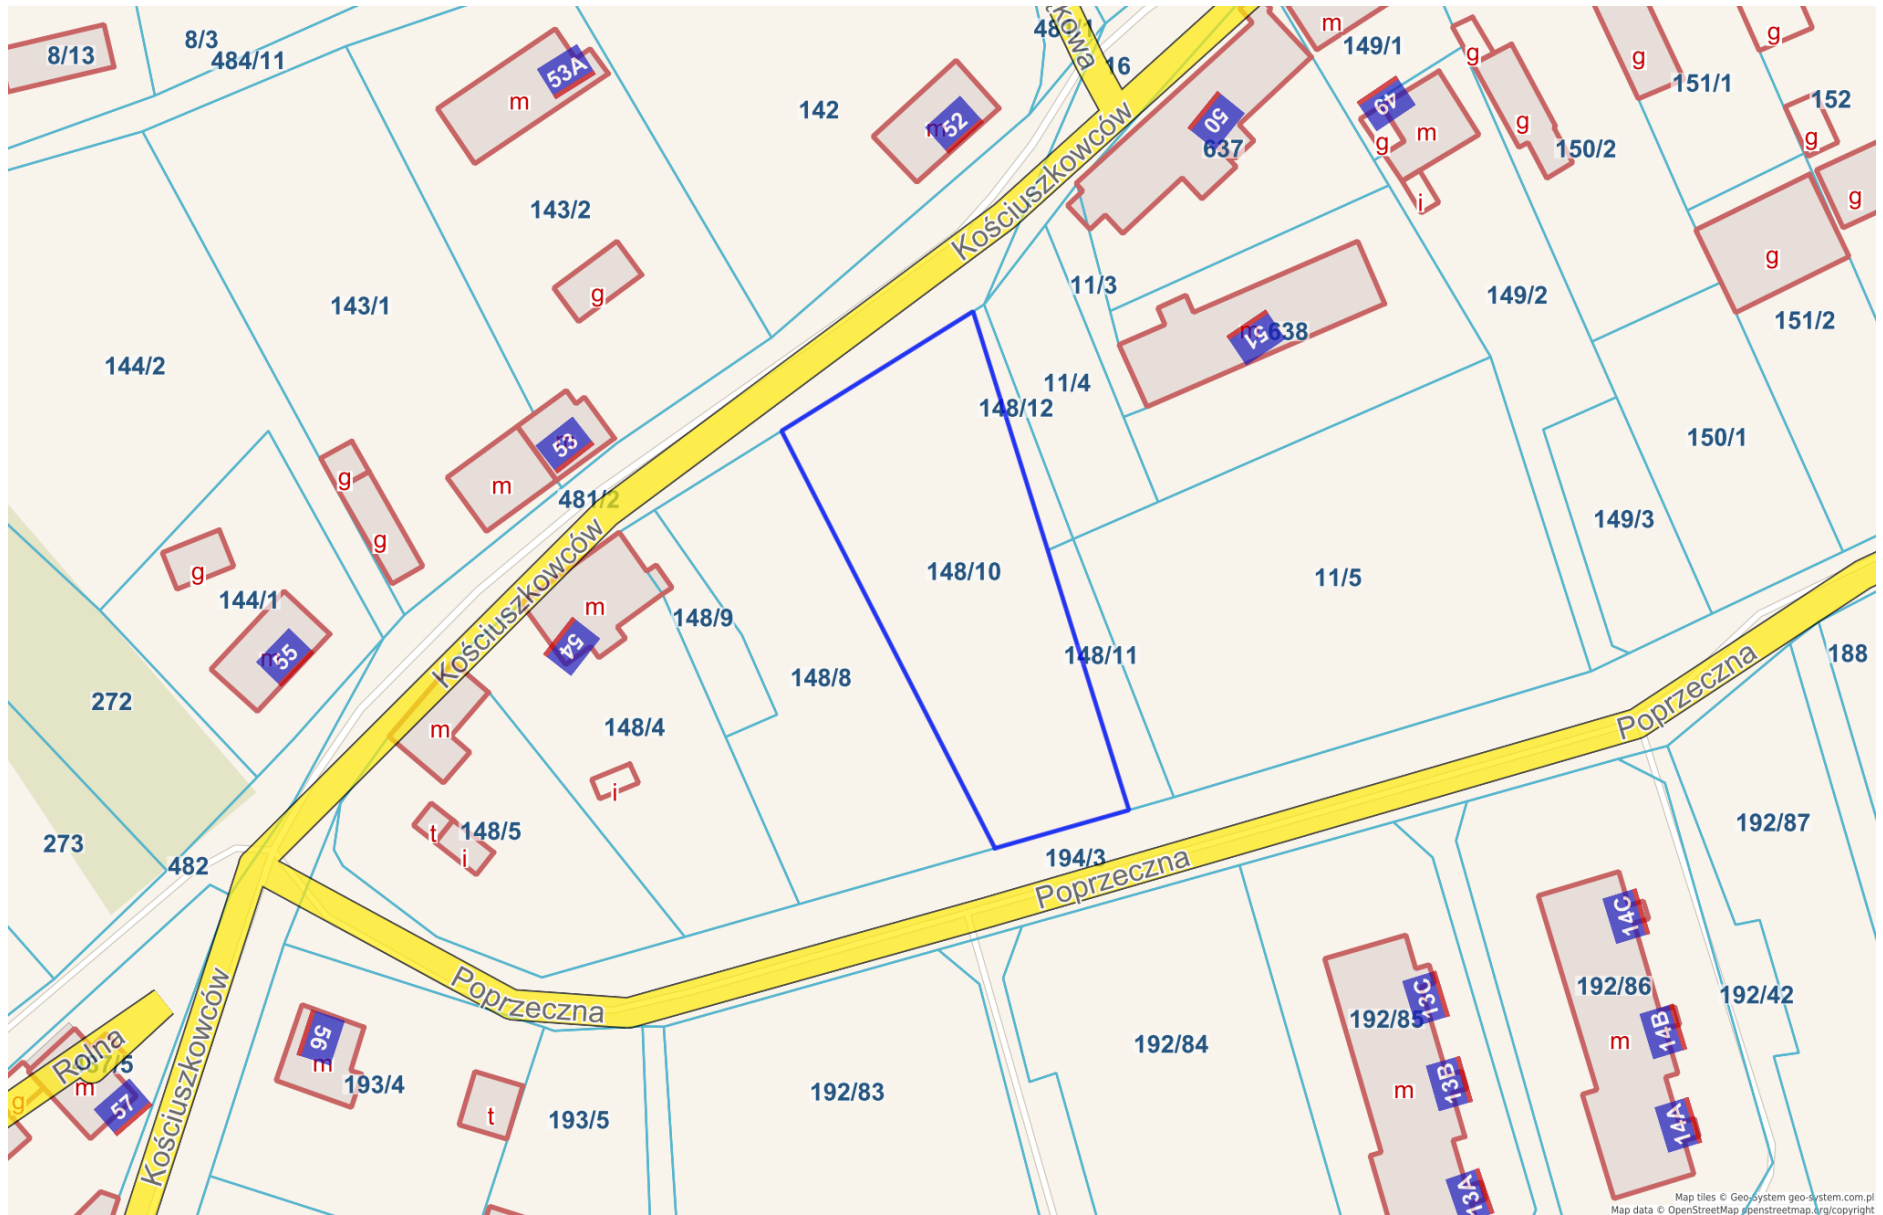 8/13
8/3
484/11
53A
m
142
m 52
16
m
149/1
g
g
g
151/1
152
g
50
637
49
m
g
i
g
150/2
g
g
143/2
g
143/1
144/2
Kościuszkowców
11/3
149/2
151/2
m 638
51
11/4
148/12
150/1
53
m
481/2
g
g
149/3
g
144/1
m 55
Kościuszkowców
m
54
148/9
148/10
11/5
148/11
148/8
272
m
148/4
i
188
Poprzeczna
t
i
148/5
273
482
194/3
Poprzeczna
192/87
14C
192/86
14B
m
14A
192/42
13C
192/85
13B
m
13A
192/84
192/83
Poprzeczna
Kościuszkowców
Rolna
m
57
g
56
m
193/4
t
193/5
Map tiles © Geo-System geo-system.com.pl
Map data © OpenStreetMap openstreetmap.org/copyright